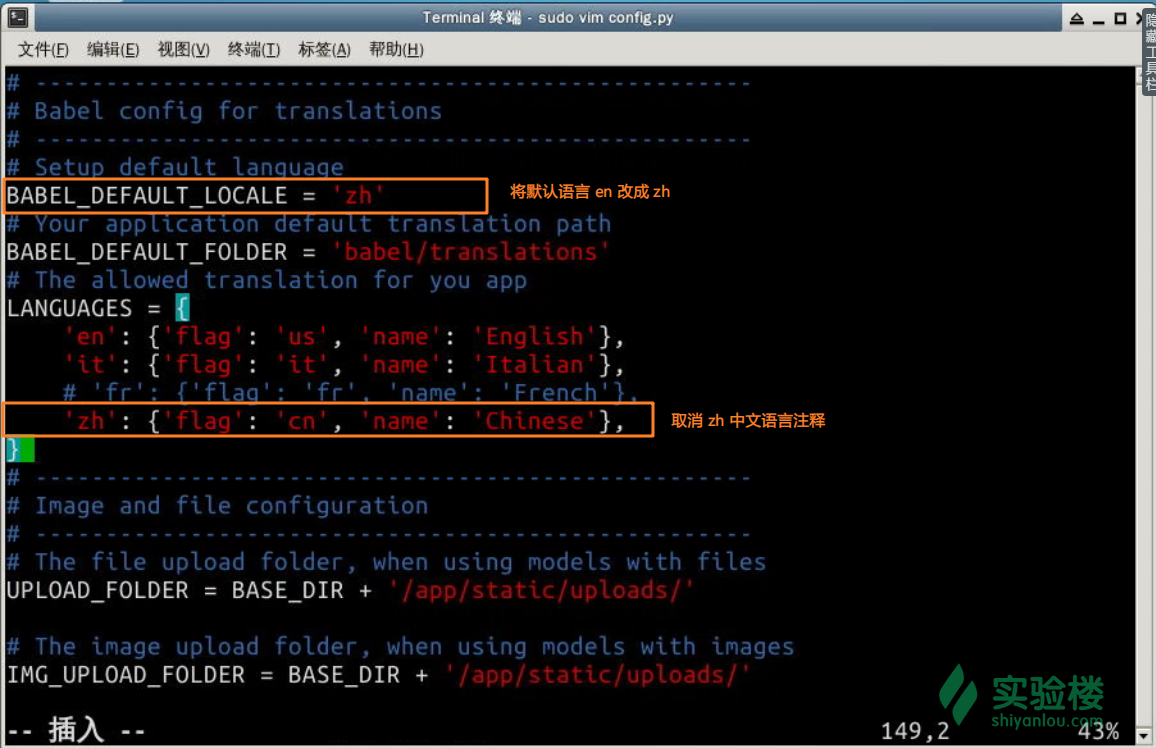 Terminal 终端 - sudo vim config.py
文件(F) 编辑(E) 视图(V) 终端(T) 标签(A) 帮助(H)
隐藏工具栏
# ---------------------------------------------------
# Babel config for translations
# ---------------------------------------------------
# Setup default language
BABEL_DEFAULT_LOCALE = 'zh'
将默认语言 en 改成 zh
# Your application default translation path
BABEL_DEFAULT_FOLDER = 'babel/translations'
# The allowed translation for you app
LANGUAGES = {
    'en': {'flag': 'us', 'name': 'English'},
    'it': {'flag': 'it', 'name': 'Italian'},
    # 'fr': {'flag': 'fr', 'name': 'French'},
    'zh': {'flag': 'cn', 'name': 'Chinese'},
取消 zh 中文语言注释
}
# ---------------------------------------------------
# Image and file configuration
# ---------------------------------------------------
# The file upload folder, when using models with files
UPLOAD_FOLDER = BASE_DIR + '/app/static/uploads/'
# The image upload folder, when using models with images
IMG_UPLOAD_FOLDER = BASE_DIR + '/app/static/uploads/'
实验楼
shiyanlou.com
-- 插入 -- 149,2 43%